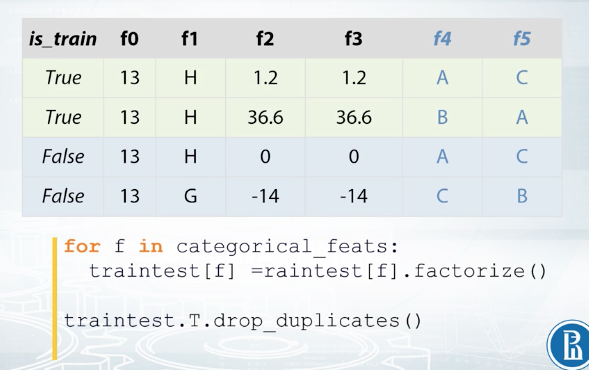 is_train f0 f1 f2 f3 f4 f5
True 13 H 1.2 1.2 A C
True 13 H 36.6 36.6 B A
False 13 H 0 0 A C
False 13 G -14 -14 C B
for f in categorical_feats:
traintest[f] =raintest[f].factorize()
traintest.T.drop_duplicates()